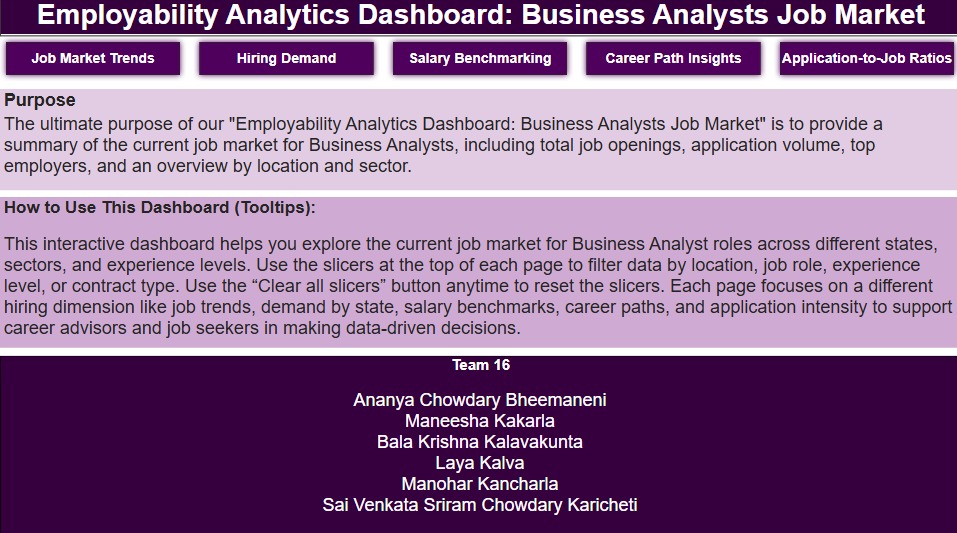 Employability Analytics Dashboard: Business Analysts Job Market
Job Market Trends
Hiring Demand
Salary Benchmarking
Career Path Insights
Application-to-Job Ratios
Purpose
The ultimate purpose of our "Employability Analytics Dashboard: Business Analysts Job Market" is to provide a
summary of the current job market for Business Analysts, including total job openings, application volume, top
employers, and an overview by location and sector.
How to Use This Dashboard (Tooltips):
This interactive dashboard helps you explore the current job market for Business Analyst roles across different states,
sectors, and experience levels. Use the slicers at the top of each page to filter data by location, job role, experience
level, or contract type. Use the “Clear all slicers” button anytime to reset the slicers. Each page focuses on a different
hiring dimension like job trends, demand by state, salary benchmarks, career paths, and application intensity to support
career advisors and job seekers in making data-driven decisions.
Team 16
Ananya Chowdary Bheemaneni
Maneesha Kakarla
Bala Krishna Kalavakunta
Laya Kalva
Manohar Kancharla
Sai Venkata Sriram Chowdary Karicheti